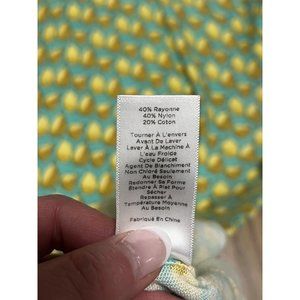 40% Rayonne
40% Nylon
20% Coton
Tourner À L'envers
Avant De Laver
Laver À La Machine À
L'eau Froide
Cycle Délicat
Agent De Blanchiment
Non Chloré Seulement
Au Besoin
Redonner Sa Forme
Étendre À Plat Pour
Sécher
Repasser À
Température Moyenne
Au Besoin
Fabriqué En Chine